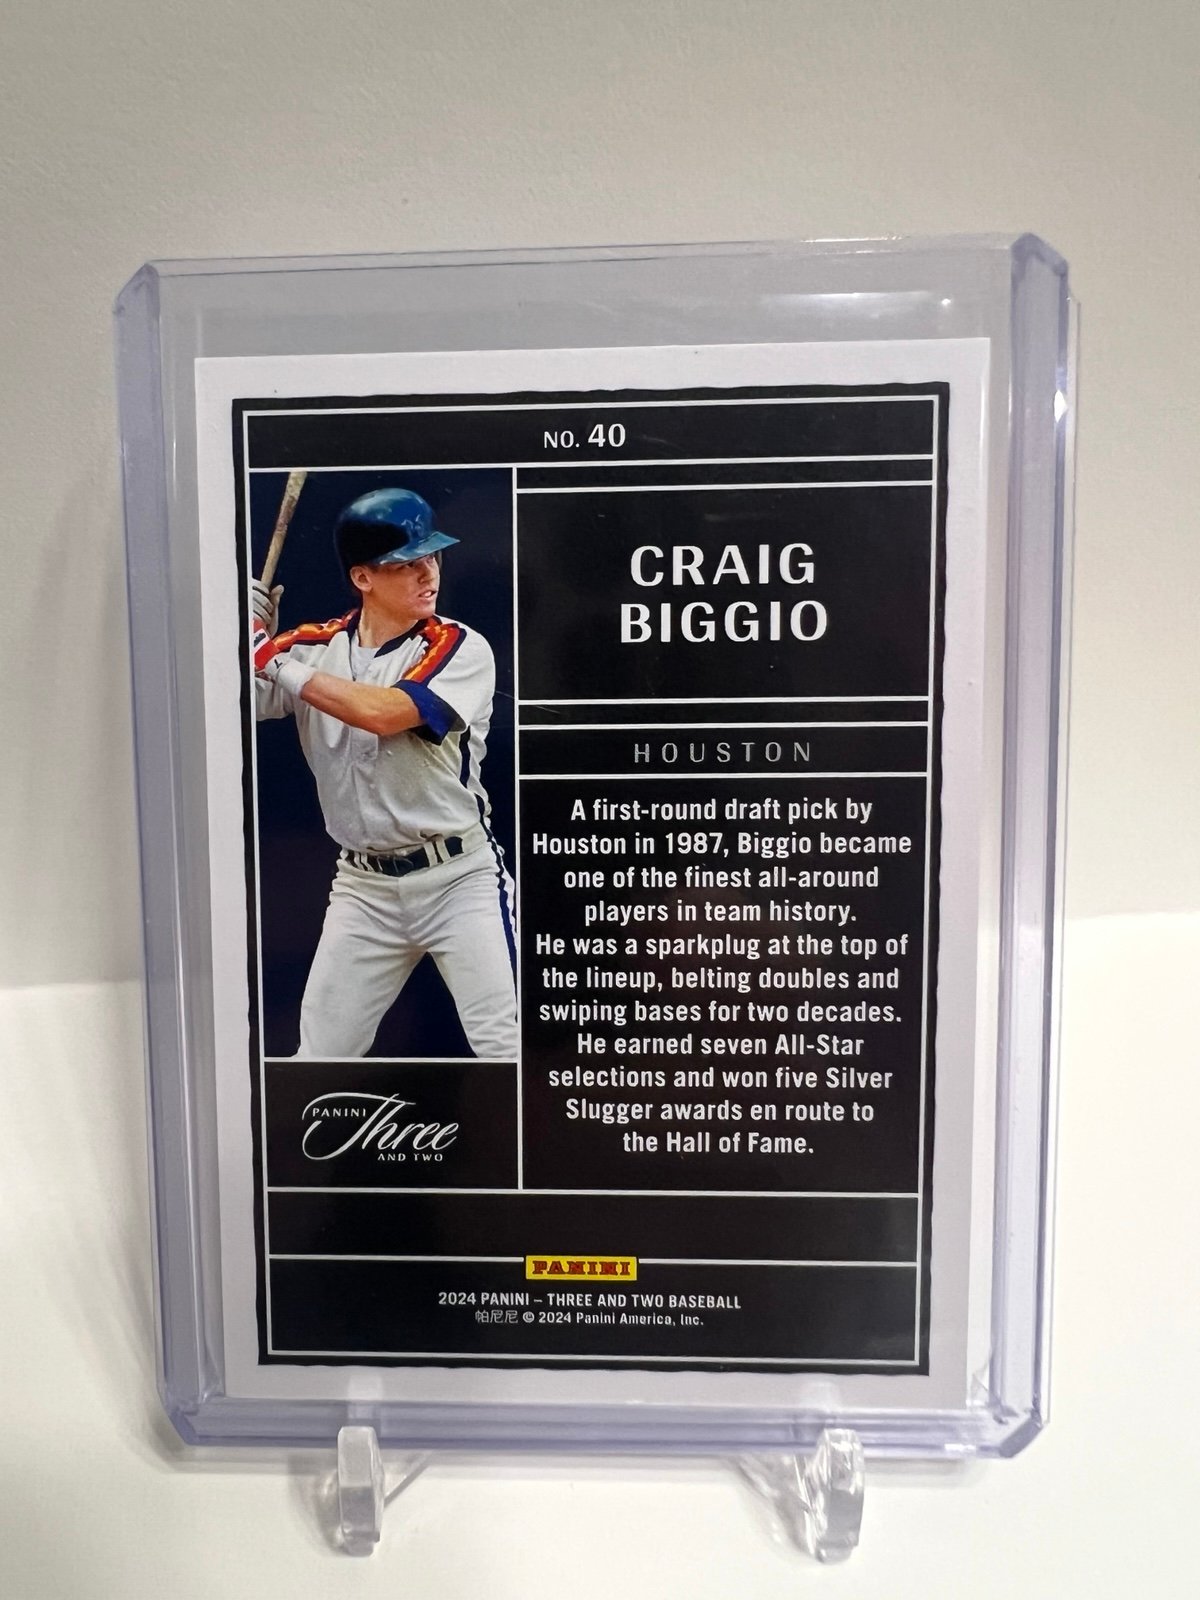 NO. 40
CRAIG
BIGGIO
HOUSTON
A first-round draft pick by
Houston in 1987, Biggio became
one of the finest all-around
players in team history.
He was a sparkplug at the top of
the lineup, belting doubles and
swiping bases for two decades.
He earned seven All-Star
selections and won five Silver
Slugger awards en route to
the Hall of Fame.
PANINI
Three
AND TWO
PANINI
2024 PANINI – THREE AND TWO BASEBALL
帕尼尼 © 2024 Panini America, Inc.